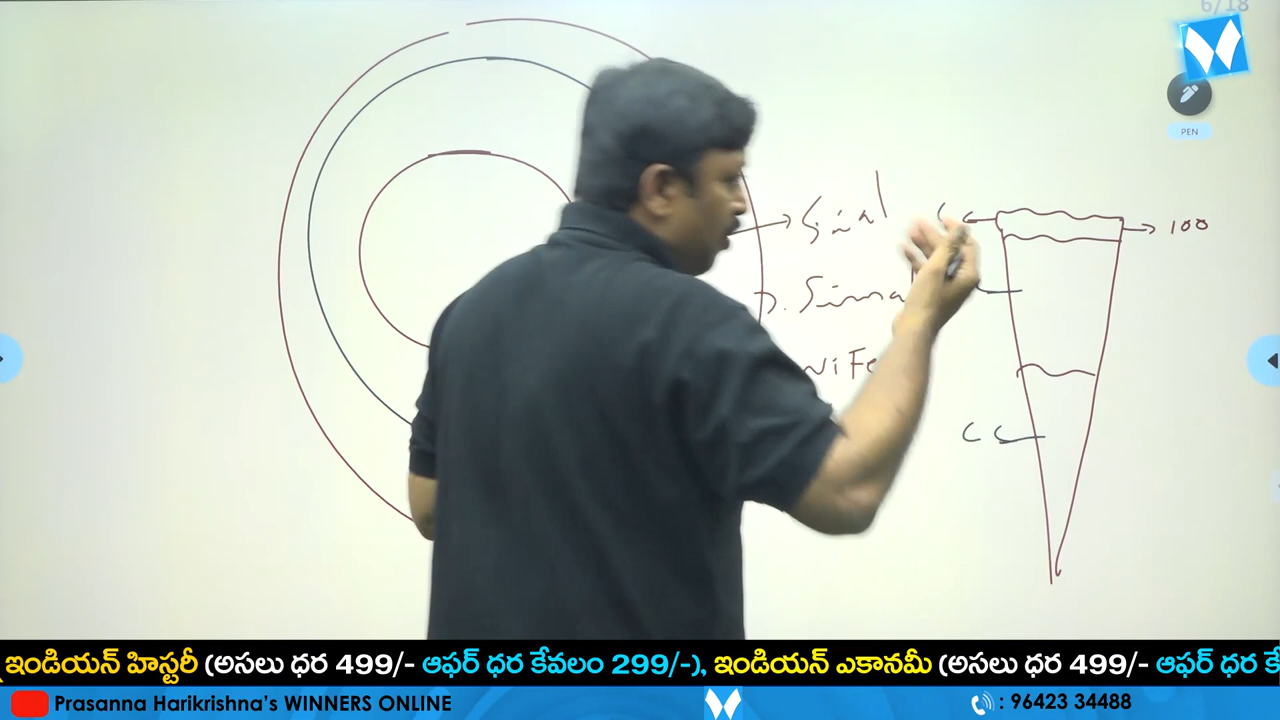 6/18
PEN
Sial
100
Sima
NiFe
CC
ఇండియన్ హిస్టరీ (అసలు ధర 499/- ఆఫర్ ధర కేవలం 299/-), ఇండియన్ ఎకానమీ (అసలు ధర 499/- ఆఫర్ ధర
Prasanna Harikrishna's WINNERS ONLINE
: 96423 34488